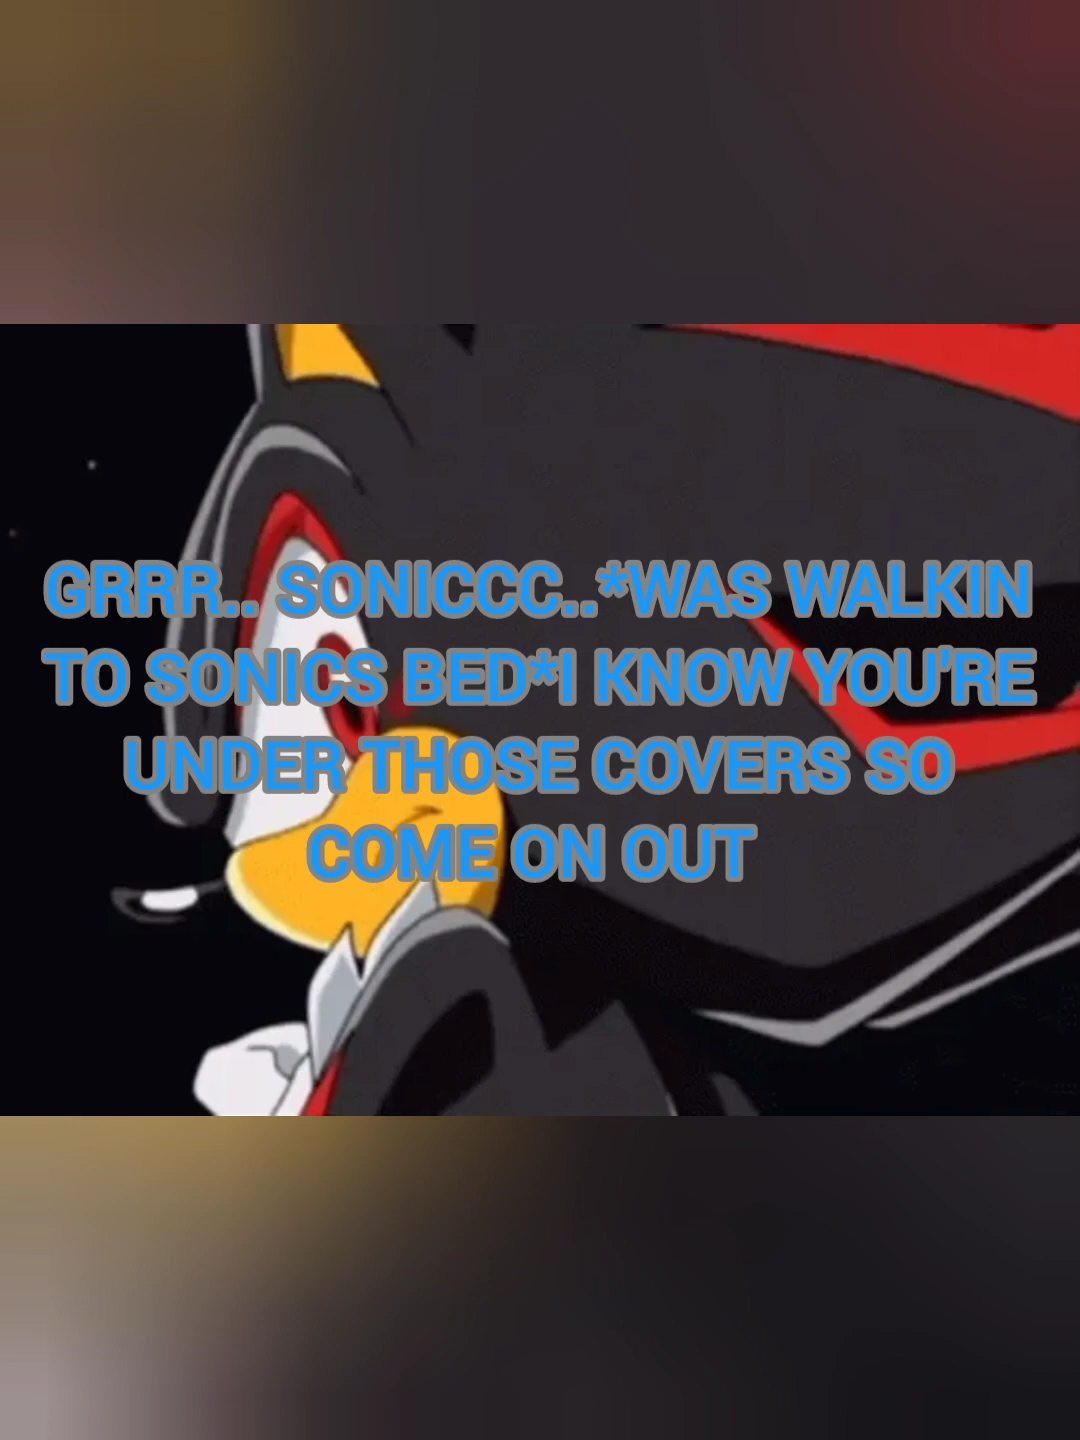 GRRR.. SONICCC..*WAS WALKIN
TO SONICS BED*I KNOW YOU'RE
UNDER THOSE COVERS SO
COME ON OUT